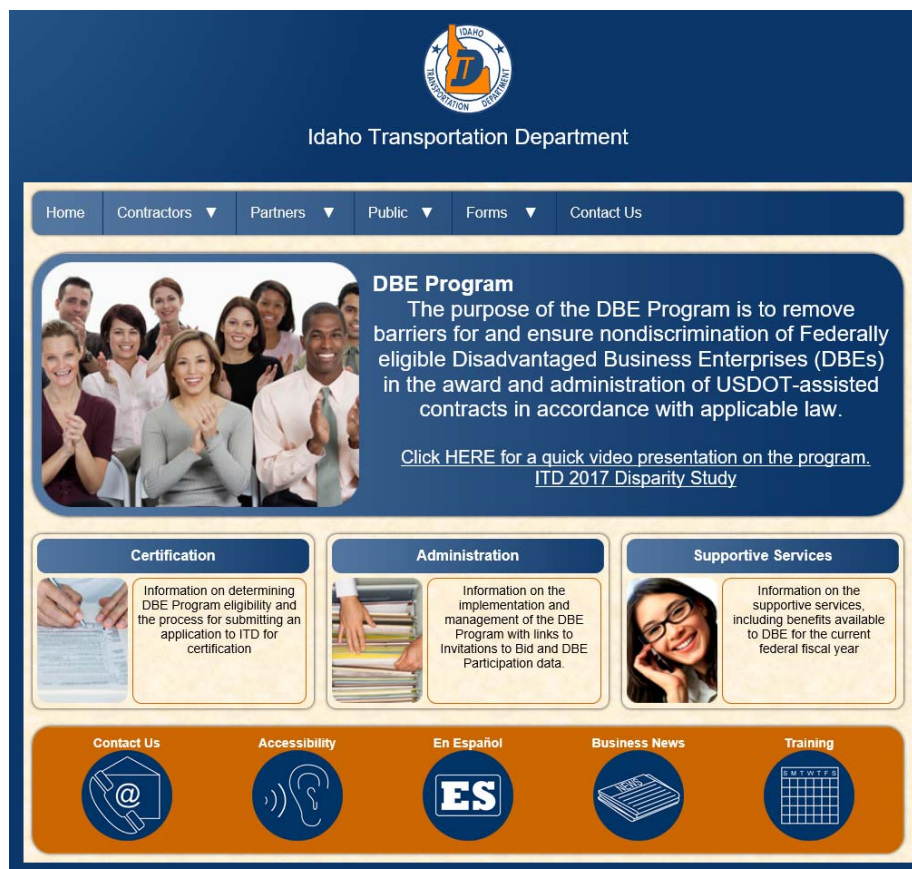 IDAHO
TRANSPORTATION DEPARTMENT
Idaho Transportation Department
Home Contractors ▼ Partners ▼ Public ▼ Forms ▼ Contact Us
DBE Program
The purpose of the DBE Program is to remove
barriers for and ensure nondiscrimination of Federally
eligible Disadvantaged Business Enterprises (DBEs)
in the award and administration of USDOT-assisted
contracts in accordance with applicable law.
Click HERE for a quick video presentation on the program.
ITD 2017 Disparity Study
Certification
Information on determining
DBE Program eligibility and
the process for submitting an
application to ITD for
certification
Administration
Information on the
implementation and
management of the DBE
Program with links to
Invitations to Bid and DBE
Participation data.
Supportive Services
Information on the
supportive services,
including benefits available
to DBE for the current
federal fiscal year
Contact Us
@
Accessibility
En Español
ES
Business News
NEWS
Training
S M T W T F S